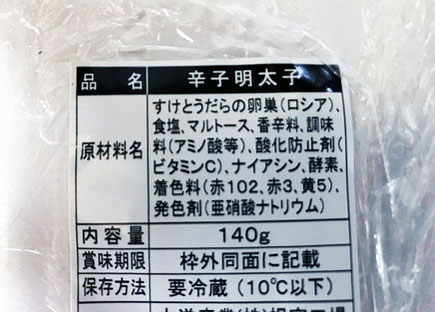 品 名 辛子明太子
原材料名 すけとうだらの卵巣(ロシア)、
食塩、マルトース、香辛料、調味
料(アミノ酸等)、酸化防止剤(
ビタミンC)、ナイアシン、酵素、
着色料(赤102、赤3、黄5)、
発色剤(亜硝酸ナトリウム)
内容量 140g
賞味期限 枠外同面に記載
保存方法 要冷蔵(10℃以下)